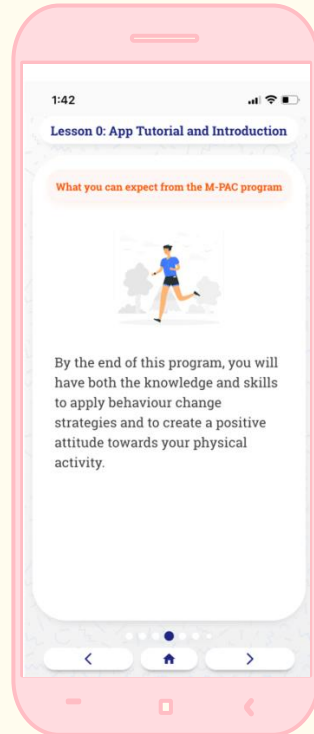 1:42
Lesson 0: App Tutorial and Introduction
What you can expect from the M-PAC program
By the end of this program, you will
have both the knowledge and skills
to apply behaviour change
strategies and to create a positive
attitude towards your physical
activity.